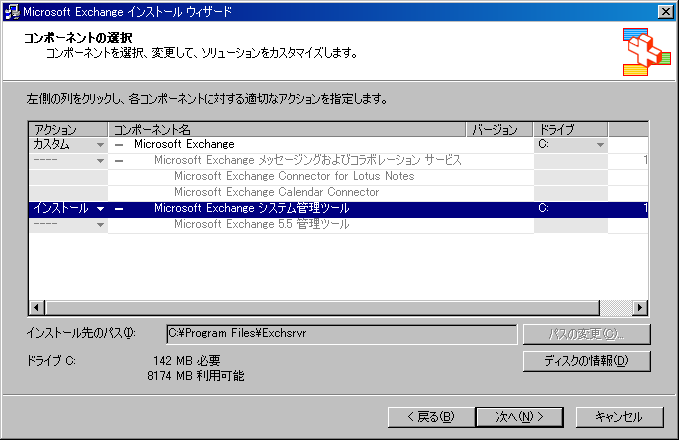 Microsoft Exchange インストール ウィザード
コンポーネントの選択
コンポーネントを選択、変更して、ソリューションをカスタマイズします。
左側の列をクリックし、各コンポーネントに対する適切なアクションを指定します。
アクション コンポーネント名 バージョン ドライブ
カスタム Microsoft Exchange C:
---- Microsoft Exchange メッセージングおよびコラボレーション サービス 1
Microsoft Exchange Connector for Lotus Notes
Microsoft Exchange Calendar Connector
インストール Microsoft Exchange システム管理ツール C: 1
---- Microsoft Exchange 5.5 管理ツール
インストール先のパス(I): C:¥Program Files¥Exchsrvr パスの変更(C)...
ドライブ C: 142 MB 必要 ディスクの情報(D)
8174 MB 利用可能
< 戻る(B) 次へ(N) > キャンセル